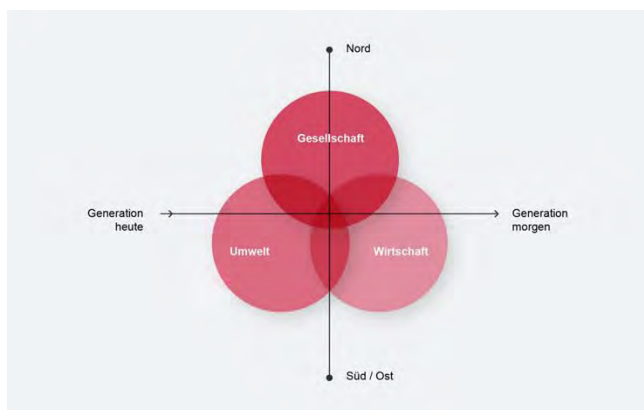 Nord
Gesellschaft
Generation
heute
Generation
morgen
Umwelt
Wirtschaft
Süd / Ost